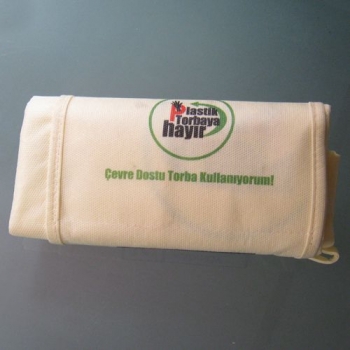 Plastik
Torbaya
hayır
Çevre Dostu Torba Kullanıyorum!